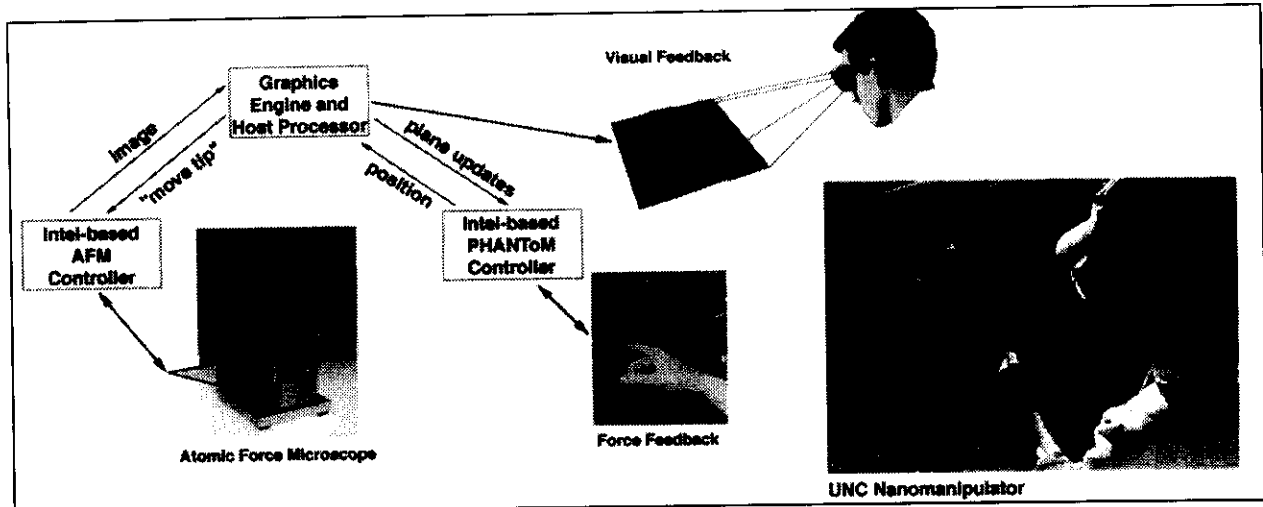 Visual Feedback
Graphics
Engine and
Host Processor
image
"move tip"
plane updates
position
Intel-based
AFM
Controller
Intel-based
PHANToM
Controller
Atomic Force Microscope
Force Feedback
UNC Nanomanipulator